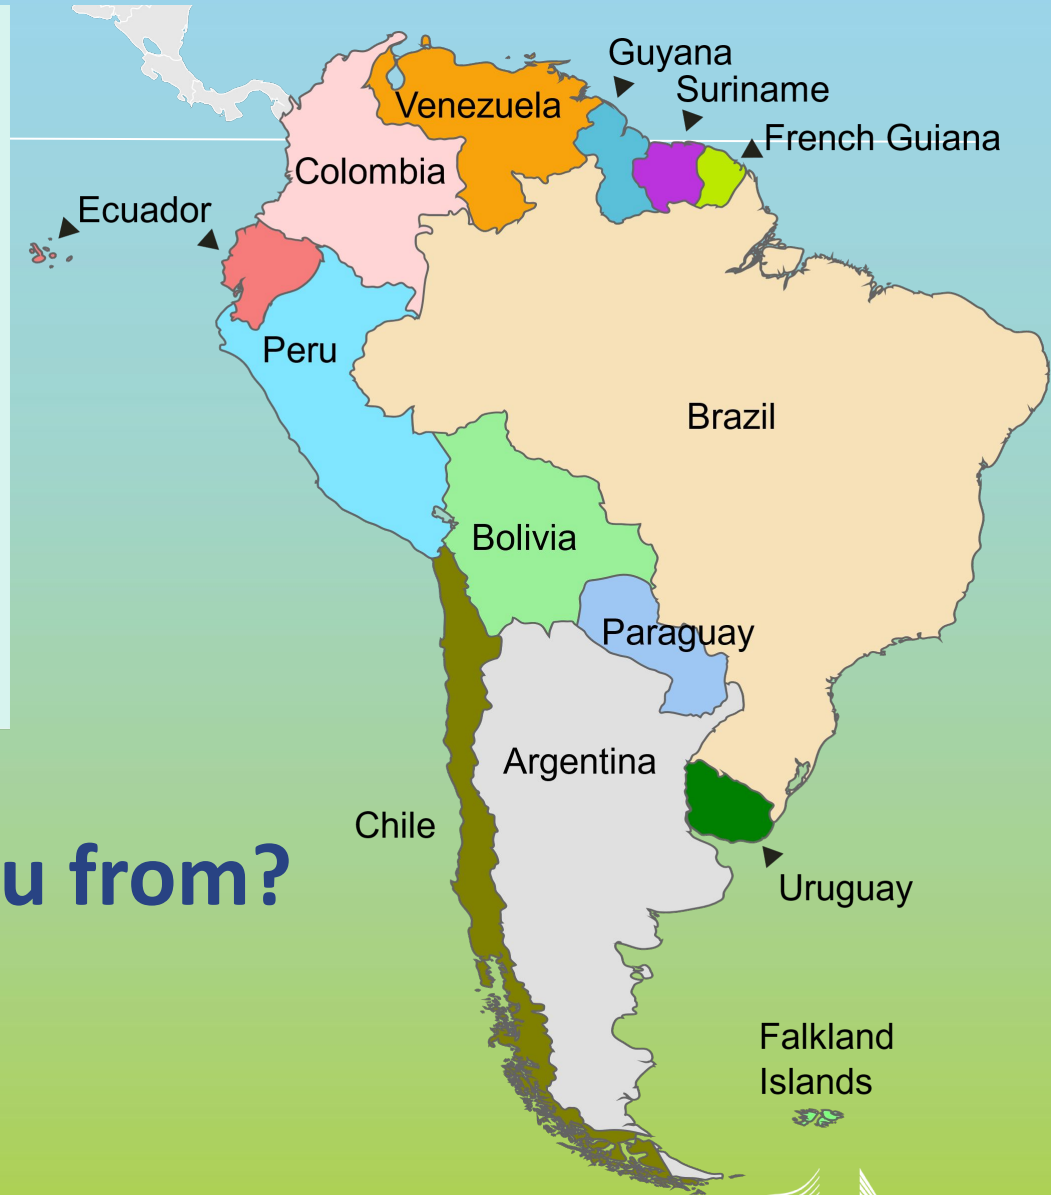 Guyana
Suriname
Venezuela
French Guiana
Colombia
Ecuador
Peru
Brazil
Bolivia
Paraguay
Argentina
Chile
u from?
Uruguay
Falkland
Islands